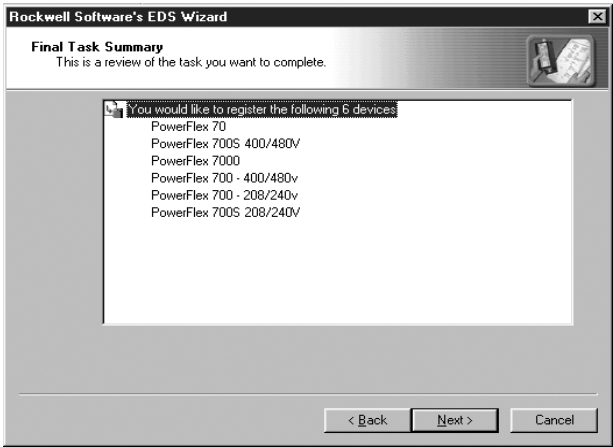 Rockwell Software's EDS Wizard
Final Task Summary
This is a review of the task you want to complete.
You would like to register the following 6 devices
PowerFlex 70
PowerFlex 700S 400/480V
PowerFlex 7000
PowerFlex 700 - 400/480v
PowerFlex 700 - 208/240v
PowerFlex 700S 208/240V
< Back
Next >
Cancel